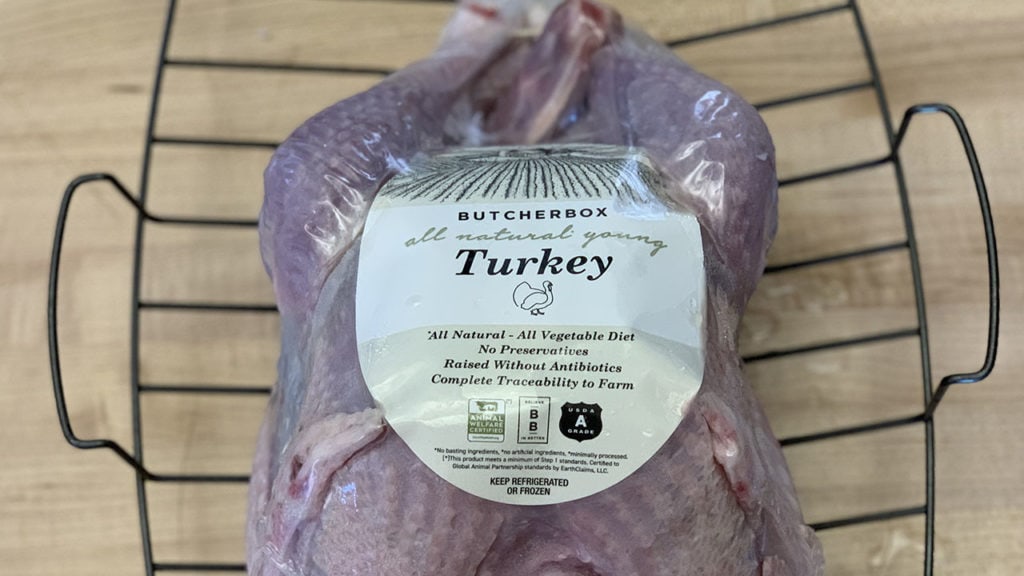 BUTCHERBOX
all natural young
Turkey
*All Natural - All Vegetable Diet
No Preservatives
Raised Without Antibiotics
Complete Traceability to Farm
ANIMAL
WELFARE
CERTIFIED
BELIEVE
B
B
IN BETTER
USDA
A
GRADE
*No basting ingredients, *no artificial ingredients, *minimally processed.
[*]This product meets a minimum of Step 1 standards. Certified to
Global Animal Partnership standards by EarthClaims, LLC.
KEEP REFRIGERATED
OR FROZEN